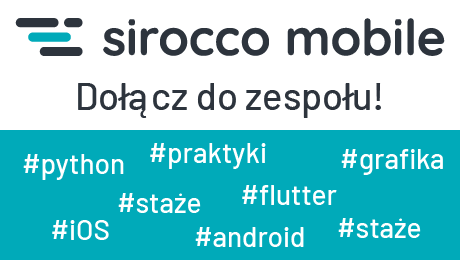 sirocco mobile
Dołącz do zespołu!
#python #praktyki #grafika
#staże #flutter
#iOS #android #staże